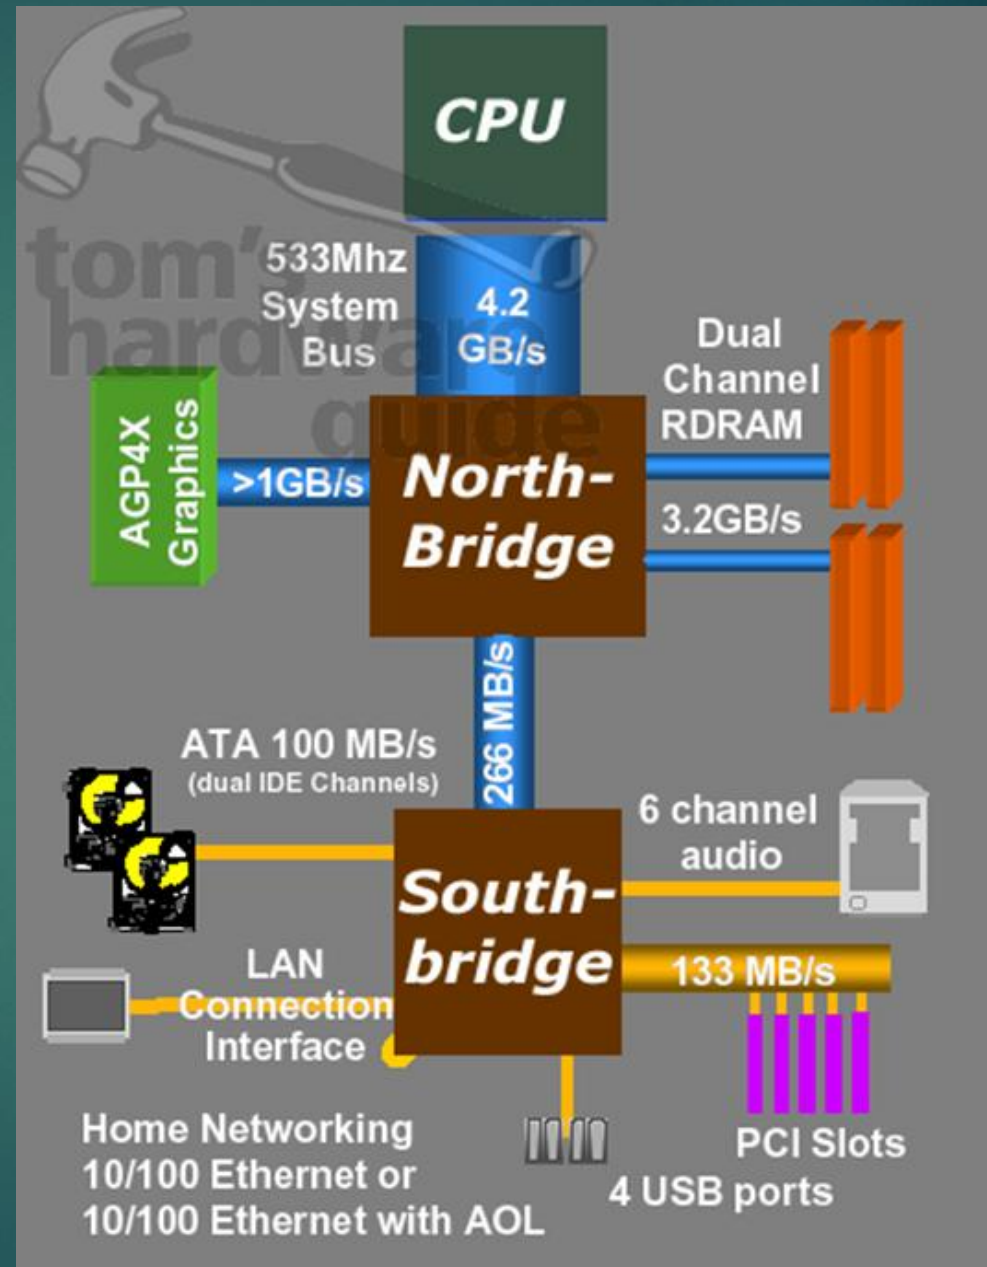 CPU
tom's
hardware
guide
533Mhz
System
Bus
4.2
GB/s
Dual
Channel
RDRAM
AGP4X
Graphics
>1GB/s
North-
Bridge
3.2GB/s
266 MB/s
ATA 100 MB/s
(dual IDE Channels)
6 channel
audio
South-
bridge
133 MB/s
LAN
Connection
Interface
Home Networking
10/100 Ethernet or
10/100 Ethernet with AOL
PCI Slots
4 USB ports